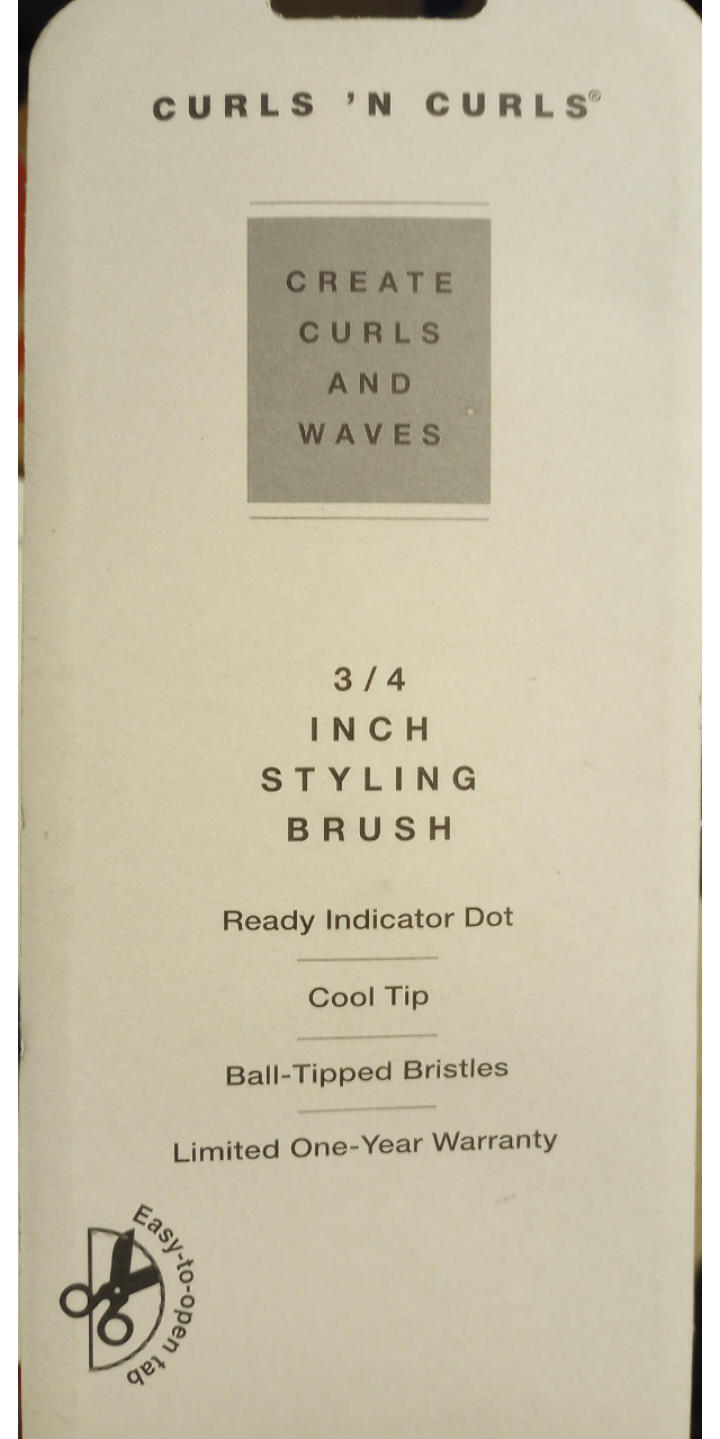 CURLS 'N CURLS®
CREATE
CURLS
AND
WAVES
3/4
INCH
STYLING
BRUSH
Ready Indicator Dot
Cool Tip
Ball-Tipped Bristles
Limited One-Year Warranty
Easy-to-open tab